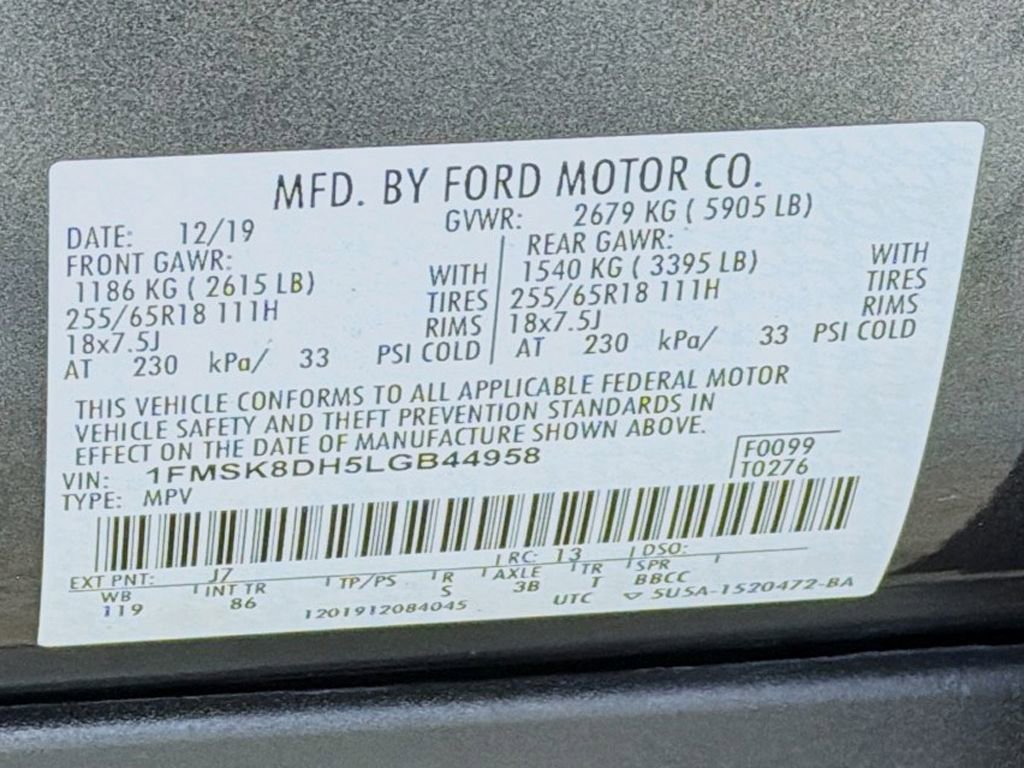 MFD. BY FORD MOTOR CO.
DATE: 12/19 GVWR: 2679 KG ( 5905 LB)
FRONT GAWR: REAR GAWR:
1186 KG ( 2615 LB) WITH 1540 KG ( 3395 LB) WITH
255/65R18 111H TIRES 255/65R18 111H TIRES
18x7.5J RIMS 18x7.5J RIMS
AT 230 kPa/ 33 PSI COLD AT 230 kPa/ 33 PSI COLD
THIS VEHICLE CONFORMS TO ALL APPLICABLE FEDERAL MOTOR
VEHICLE SAFETY AND THEFT PREVENTION STANDARDS IN
EFFECT ON THE DATE OF MANUFACTURE SHOWN ABOVE.
VIN: 1FMSK8DH5LGB44958 F0099
TYPE: MPV T0276
EXT PNT: J7 RC: 13 DSO:
WB INT TR TP/PS R AXLE TR SPR
119 86 S 3B T BBCC
1201912084045 UTC ▽ 5U5A-1520472-BA